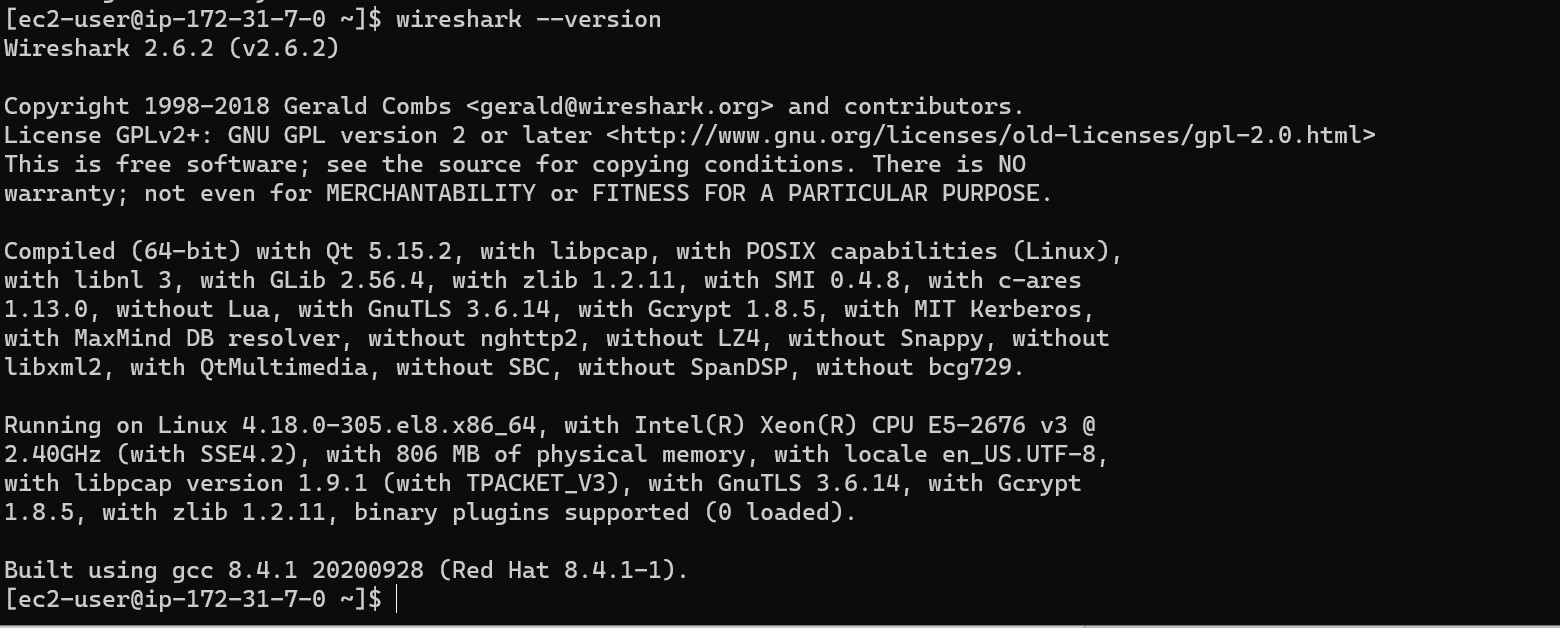 [ec2-user@ip-172-31-7-0 ~]$ wireshark --version
Wireshark 2.6.2 (v2.6.2)
Copyright 1998-2018 Gerald Combs <gerald@wireshark.org> and contributors.
License GPLv2+: GNU GPL version 2 or later <http://www.gnu.org/licenses/old-licenses/gpl-2.0.html>
This is free software; see the source for copying conditions. There is NO
warranty; not even for MERCHANTABILITY or FITNESS FOR A PARTICULAR PURPOSE.
Compiled (64-bit) with Qt 5.15.2, with libpcap, with POSIX capabilities (Linux),
with libnl 3, with GLib 2.56.4, with zlib 1.2.11, with SMI 0.4.8, with c-ares
1.13.0, without Lua, with GnuTLS 3.6.14, with Gcrypt 1.8.5, with MIT Kerberos,
with MaxMind DB resolver, without nghttp2, without LZ4, without Snappy, without
libxml2, with QtMultimedia, without SBC, without SpanDSP, without bcg729.
Running on Linux 4.18.0-305.el8.x86_64, with Intel(R) Xeon(R) CPU E5-2676 v3 @
2.40GHz (with SSE4.2), with 806 MB of physical memory, with locale en_US.UTF-8,
with libpcap version 1.9.1 (with TPACKET_V3), with GnuTLS 3.6.14, with Gcrypt
1.8.5, with zlib 1.2.11, binary plugins supported (0 loaded).
Built using gcc 8.4.1 20200928 (Red Hat 8.4.1-1).
[ec2-user@ip-172-31-7-0 ~]$